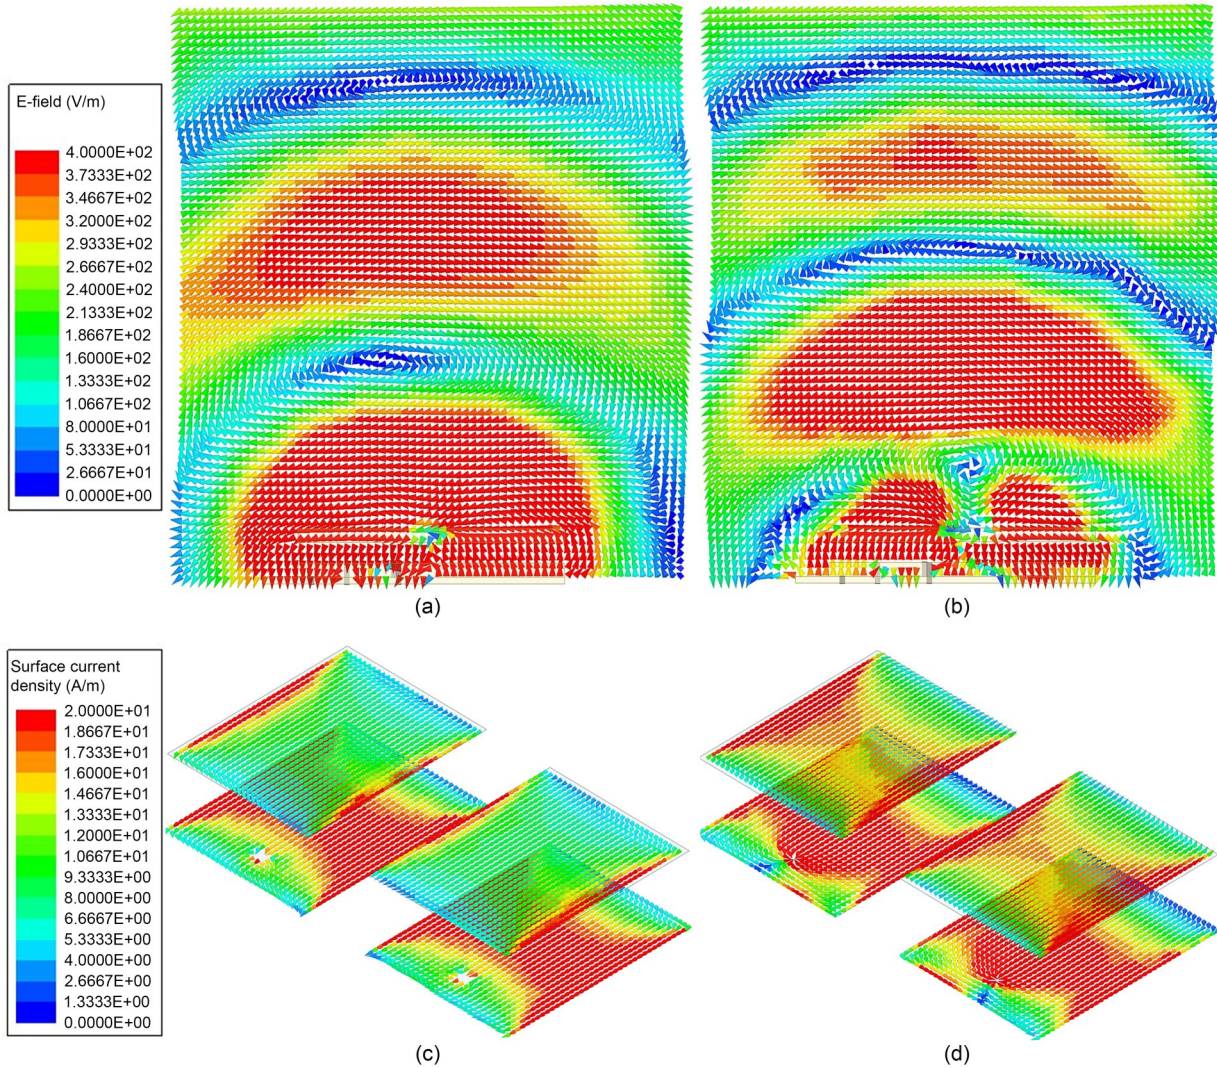 E-field (V/m)
4.0000E+02
3.7333E+02
3.4667E+02
3.2000E+02
2.9333E+02
2.6667E+02
2.4000E+02
2.1333E+02
1.8667E+02
1.6000E+02
1.3333E+02
1.0667E+02
8.0000E+01
5.3333E+01
2.6667E+01
0.0000E+00
(a)
(b)
Surface current
density (A/m)
2.0000E+01
1.8667E+01
1.7333E+01
1.6000E+01
1.4667E+01
1.3333E+01
1.2000E+01
1.0667E+01
9.3333E+00
8.0000E+00
6.6667E+00
5.3333E+00
4.0000E+00
2.6667E+00
1.3333E+00
0.0000E+00
(c)
(d)